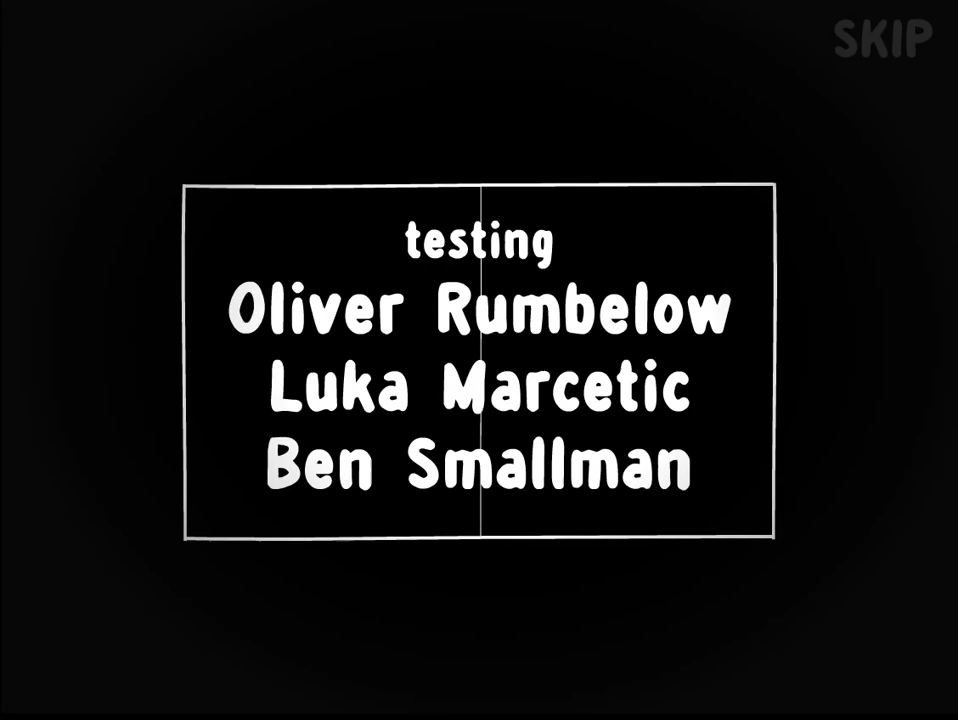 SKIP
testing
Oliver Rumbelow
Luka Marcetic
Ben Smallman